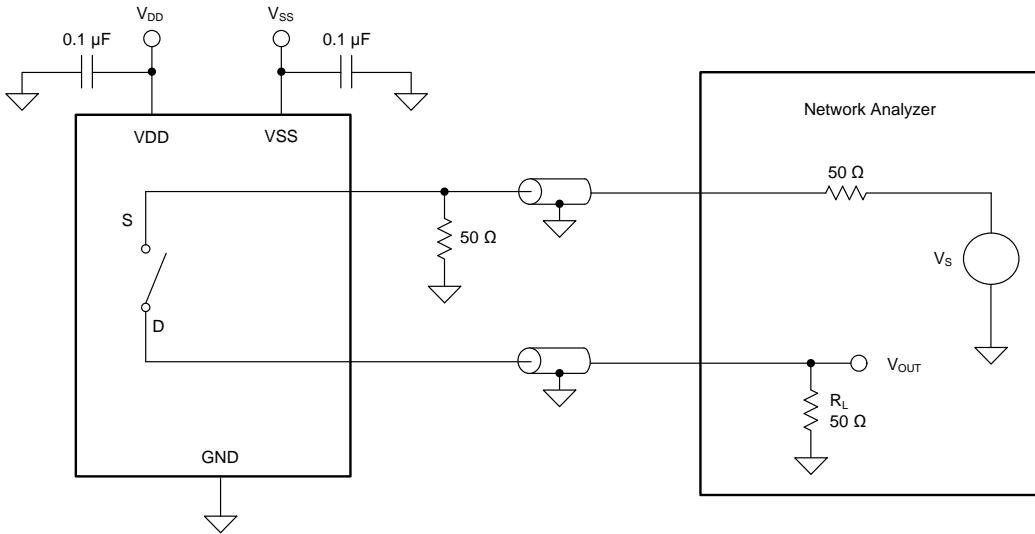 V_DD
V_SS
0.1 µF
0.1 µF
VDD
VSS
Network Analyzer
50 Ω
S
50 Ω
V_S
D
V_OUT
R_L
50 Ω
GND